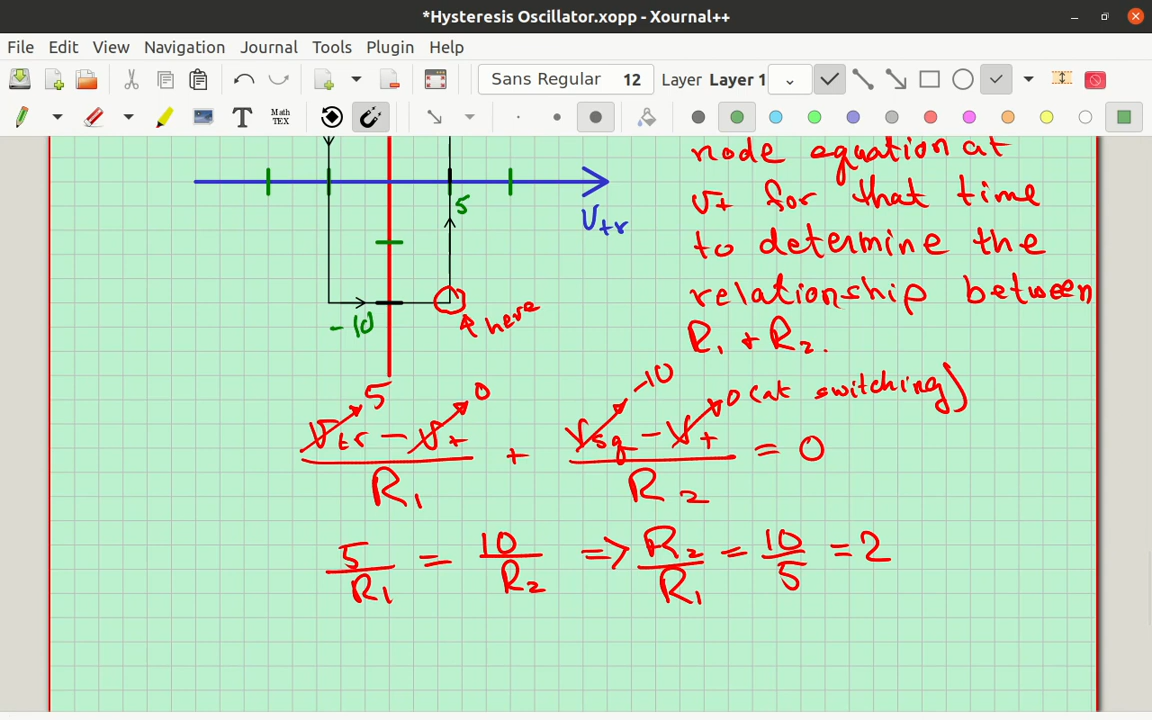 *Hysteresis Oscillator.xopp - Xournal++
File Edit View Navigation Journal Tools Plugin Help
Sans Regular 12 Layer Layer 1
T Math TEX
node equation at
V+ for that time
to determine the
relationship between
R1 + R2.
5
Vtr
-10
here
5 0 -10 0 (at switching)
(Vtr - V+)/R1 + (Vsq - V+)/R2 = 0
5/R1 = 10/R2 => R2/R1 = 10/5 = 2